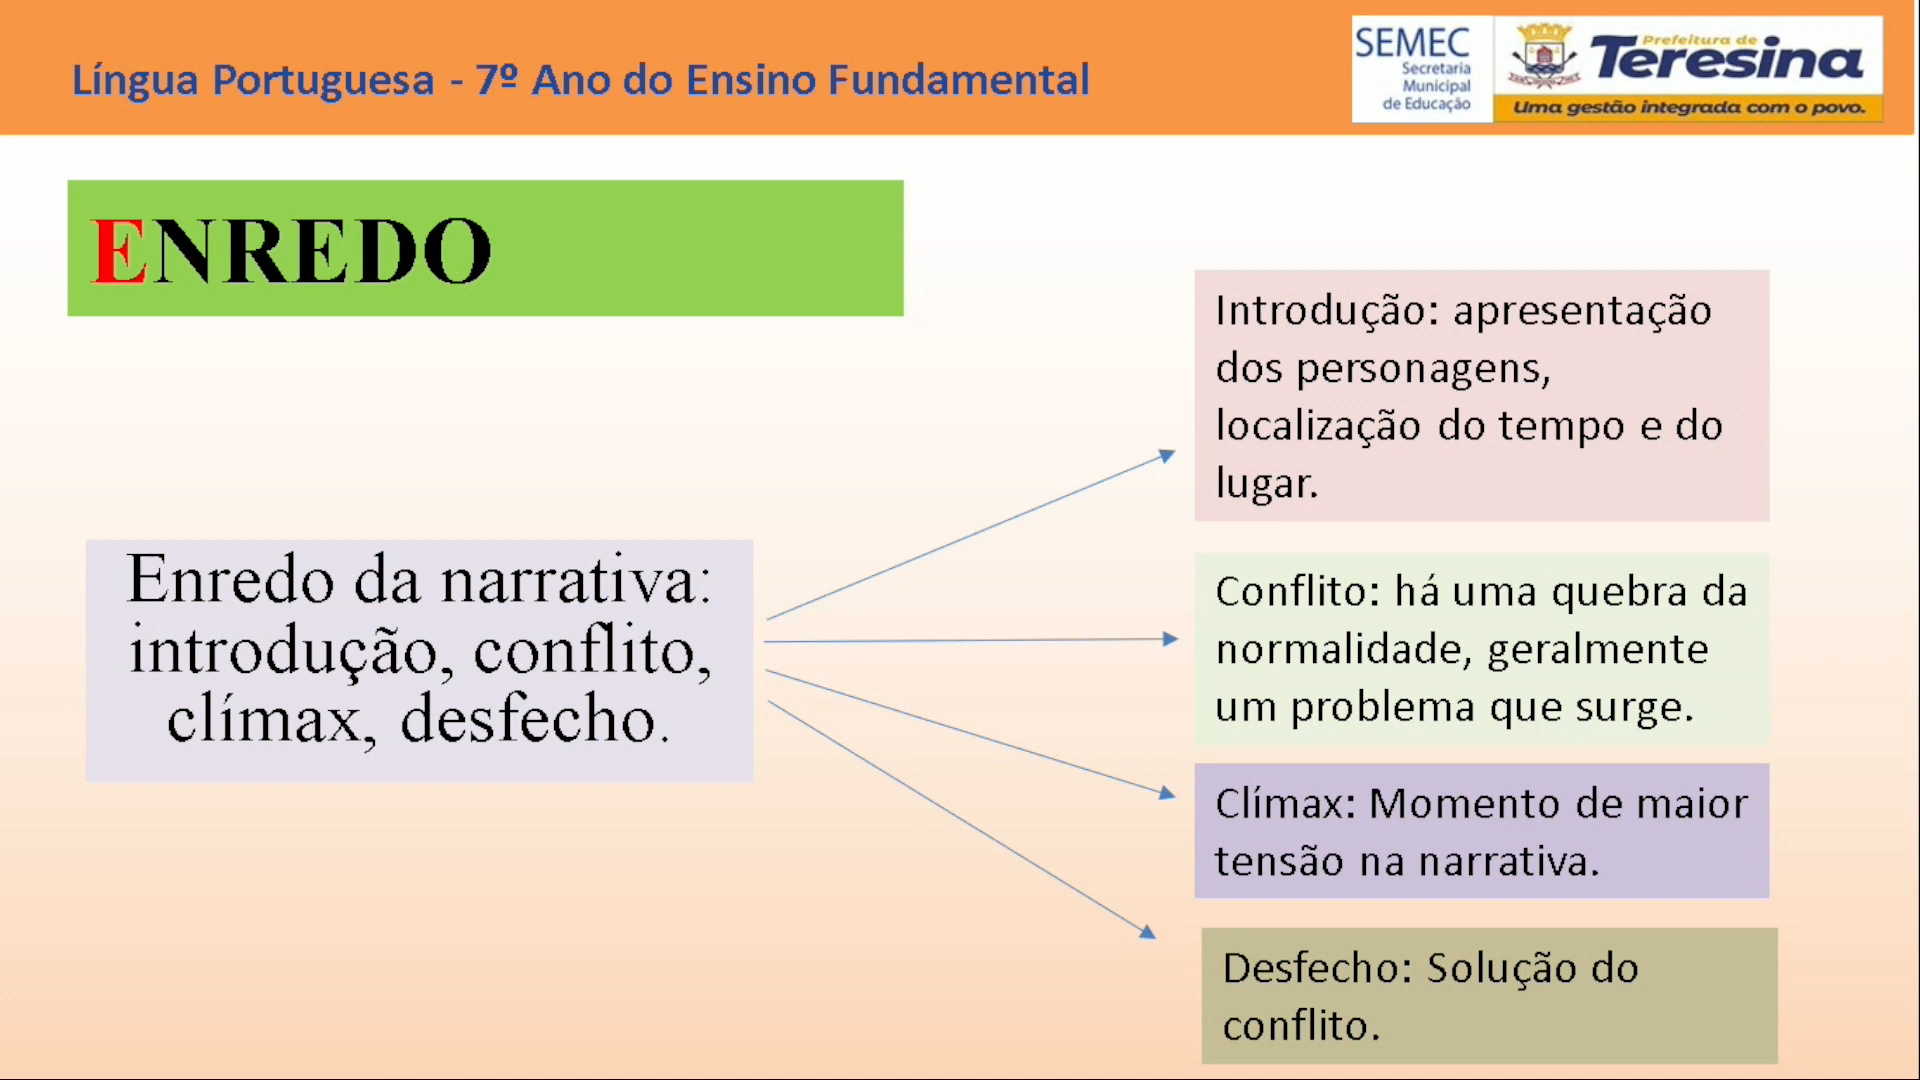 Língua Portuguesa - 7º Ano do Ensino Fundamental
SEMEC
Secretaria
Municipal
de Educação
Prefeitura de
Teresina
Uma gestão integrada com o povo.
ENREDO
Enredo da narrativa:
introdução, conflito,
clímax, desfecho.
Introdução: apresentação
dos personagens,
localização do tempo e do
lugar.
Conflito: há uma quebra da
normalidade, geralmente
um problema que surge.
Clímax: Momento de maior
tensão na narrativa.
Desfecho: Solução do
conflito.